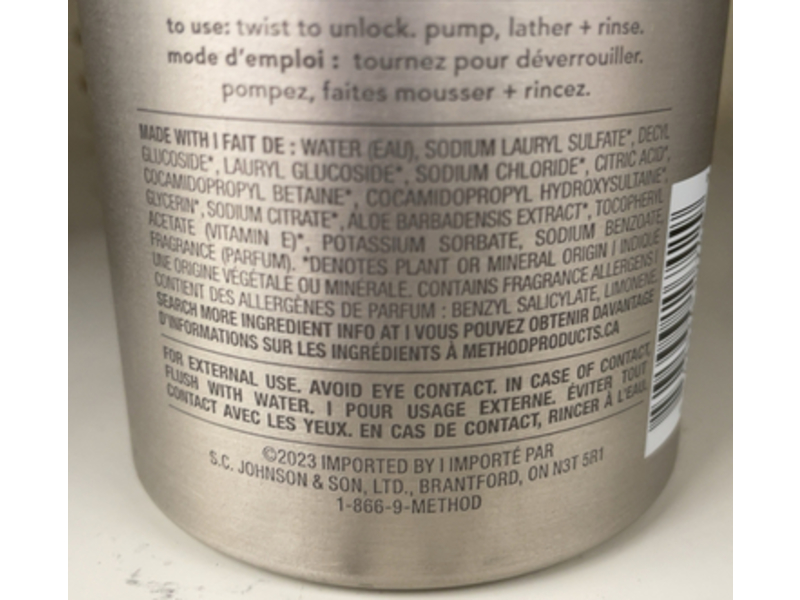 to use: twist to unlock. pump, lather + rinse.
mode d'emploi : tournez pour déverrouiller.
pompez, faites mousser + rincez.
MADE WITH | FAIT DE : WATER (EAU), SODIUM LAURYL SULFATE*, DECYL
GLUCOSIDE*, LAURYL GLUCOSIDE*, SODIUM CHLORIDE*, CITRIC ACID*,
COCAMIDOPROPYL BETAINE*, COCAMIDOPROPYL HYDROXYSULTAINE*,
GLYCERIN*, SODIUM CITRATE*, ALOE BARBADENSIS EXTRACT*, TOCOPHERYL
ACETATE (VITAMIN E)*, POTASSIUM SORBATE, SODIUM BENZOATE,
FRAGRANCE (PARFUM). *DENOTES PLANT OR MINERAL ORIGIN | INDIQUE
UNE ORIGINE VÉGÉTALE OU MINÉRALE. CONTAINS FRAGRANCE ALLERGENS |
CONTIENT DES ALLERGÈNES DE PARFUM : BENZYL SALICYLATE, LIMONENE.
SEARCH MORE INGREDIENT INFO AT | VOUS POUVEZ OBTENIR DAVANTAGE
D'INFORMATIONS SUR LES INGRÉDIENTS À METHODPRODUCTS.CA
FOR EXTERNAL USE. AVOID EYE CONTACT. IN CASE OF CONTACT,
FLUSH WITH WATER. | POUR USAGE EXTERNE. ÉVITER TOUT
CONTACT AVEC LES YEUX. EN CAS DE CONTACT, RINCER À L'EAU.
©2023 IMPORTED BY | IMPORTÉ PAR
S.C. JOHNSON & SON, LTD., BRANTFORD, ON N3T 5R1
1-866-9-METHOD